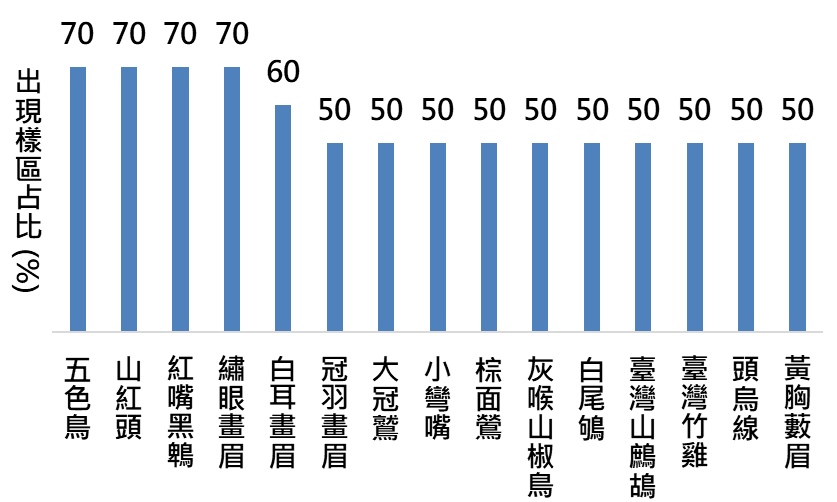 70 70 70 70 60 50 50 50 50 50 50 50 50 50 50
出現樣區占比 (%)
五色鳥
山紅頭
紅嘴黑鵯
繡眼畫眉
白耳畫眉
冠羽畫眉
大冠鷲
小彎嘴
棕面鶯
灰喉山椒鳥
白尾鴝
臺灣山鷓鴣
臺灣竹雞
頭烏線
黃胸藪眉